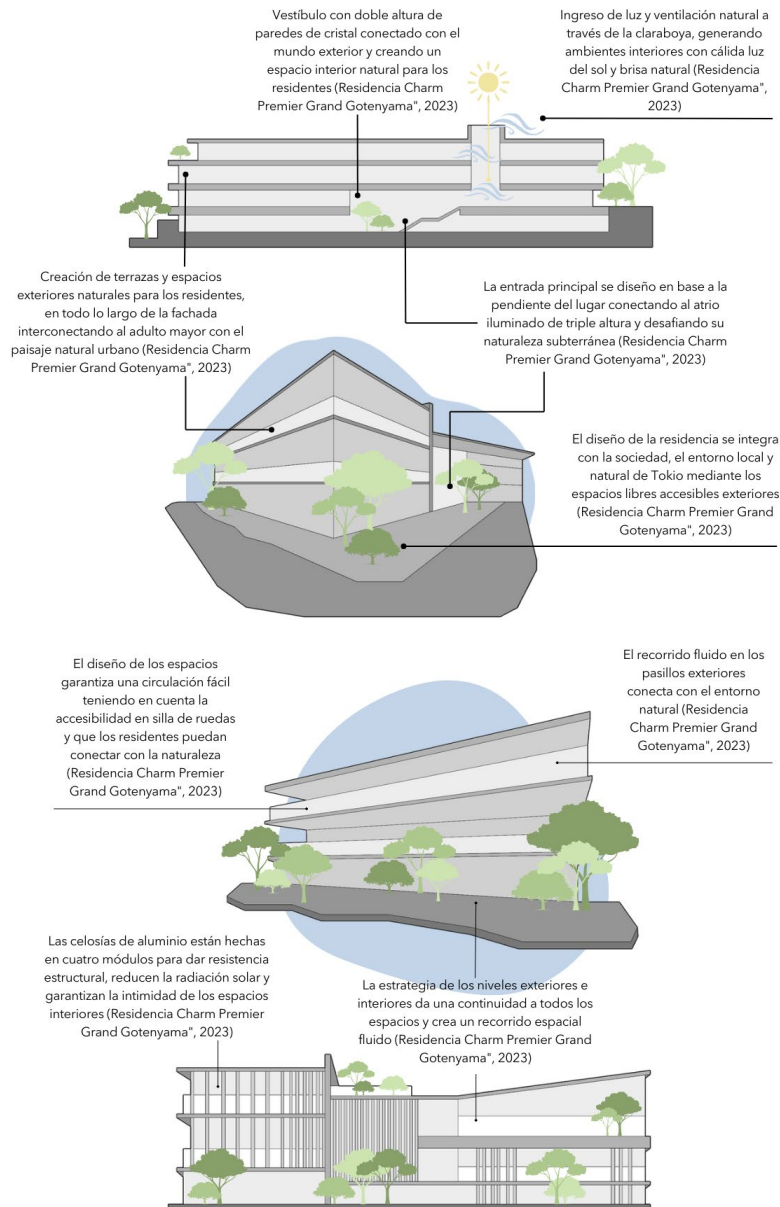 Vestíbulo con doble altura de
paredes de cristal conectado con el
mundo exterior y creando un
espacio interior natural para los
residentes (Residencia Charm
Premier Grand Gotenyama", 2023)
Ingreso de luz y ventilación natural a
través de la claraboya, generando
ambientes interiores con cálida luz
del sol y brisa natural (Residencia
Charm Premier Grand Gotenyama",
2023)
Creación de terrazas y espacios
exteriores naturales para los residentes,
en todo lo largo de la fachada
interconectando al adulto mayor con el
paisaje natural urbano (Residencia Charm
Premier Grand Gotenyama", 2023)
La entrada principal se diseño en base a la
pendiente del lugar conectando al atrio
iluminado de triple altura y desafiando su
naturaleza subterránea (Residencia Charm
Premier Grand Gotenyama", 2023)
El diseño de la residencia se integra
con la sociedad, el entorno local y
natural de Tokio mediante los
espacios libres accesibles exteriores
(Residencia Charm Premier Grand
Gotenyama", 2023)
El diseño de los espacios
garantiza una circulación fácil
teniendo en cuenta la
accesibilidad en silla de ruedas
y que los residentes puedan
conectar con la naturaleza
(Residencia Charm Premier
Grand Gotenyama", 2023)
El recorrido fluido en los
pasillos exteriores
conecta con el entorno
natural (Residencia
Charm Premier Grand
Gotenyama", 2023)
Las celosías de aluminio están hechas
en cuatro módulos para dar resistencia
estructural, reducen la radiación solar y
garantizan la intimidad de los espacios
interiores (Residencia Charm Premier
Grand Gotenyama", 2023)
La estrategia de los niveles exteriores e
interiores da una continuidad a todos los
espacios y crea un recorrido espacial
fluido (Residencia Charm Premier Grand
Gotenyama", 2023)